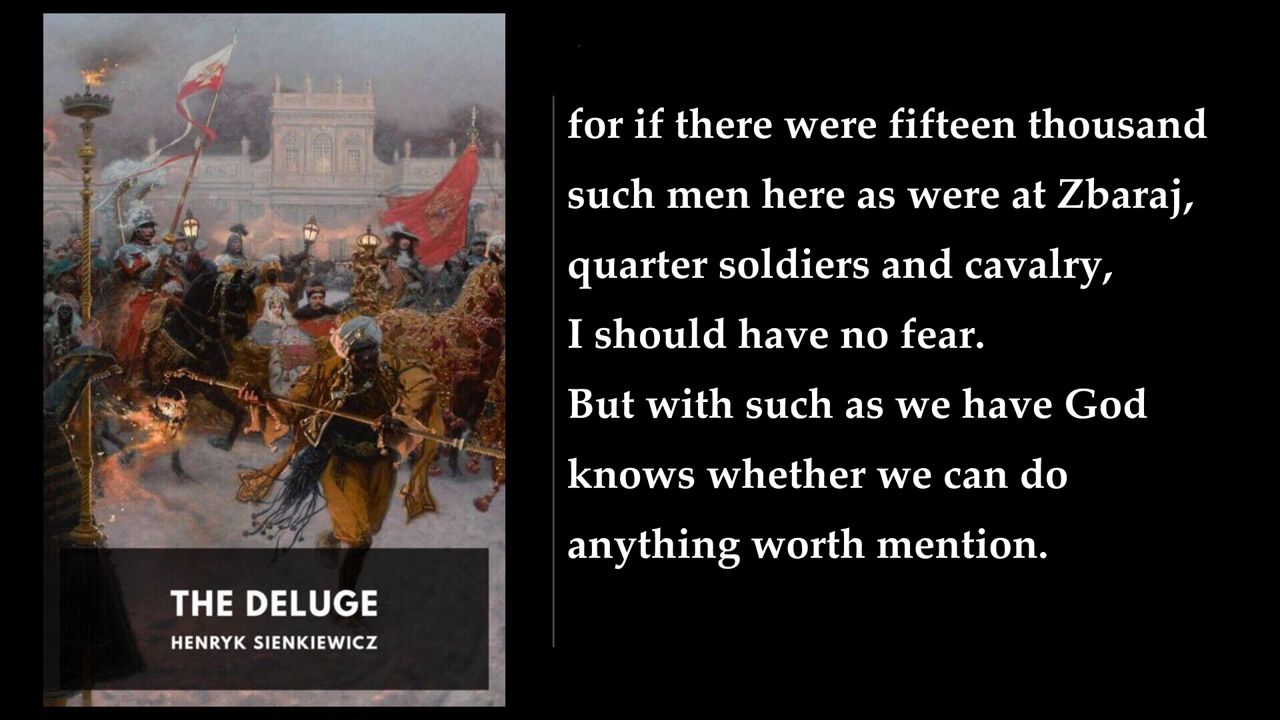 THE DELUGE
HENRYK SIENKIEWICZ
for if there were fifteen thousand
such men here as were at Zbaraj,
quarter soldiers and cavalry,
I should have no fear.
But with such as we have God
knows whether we can do
anything worth mention.